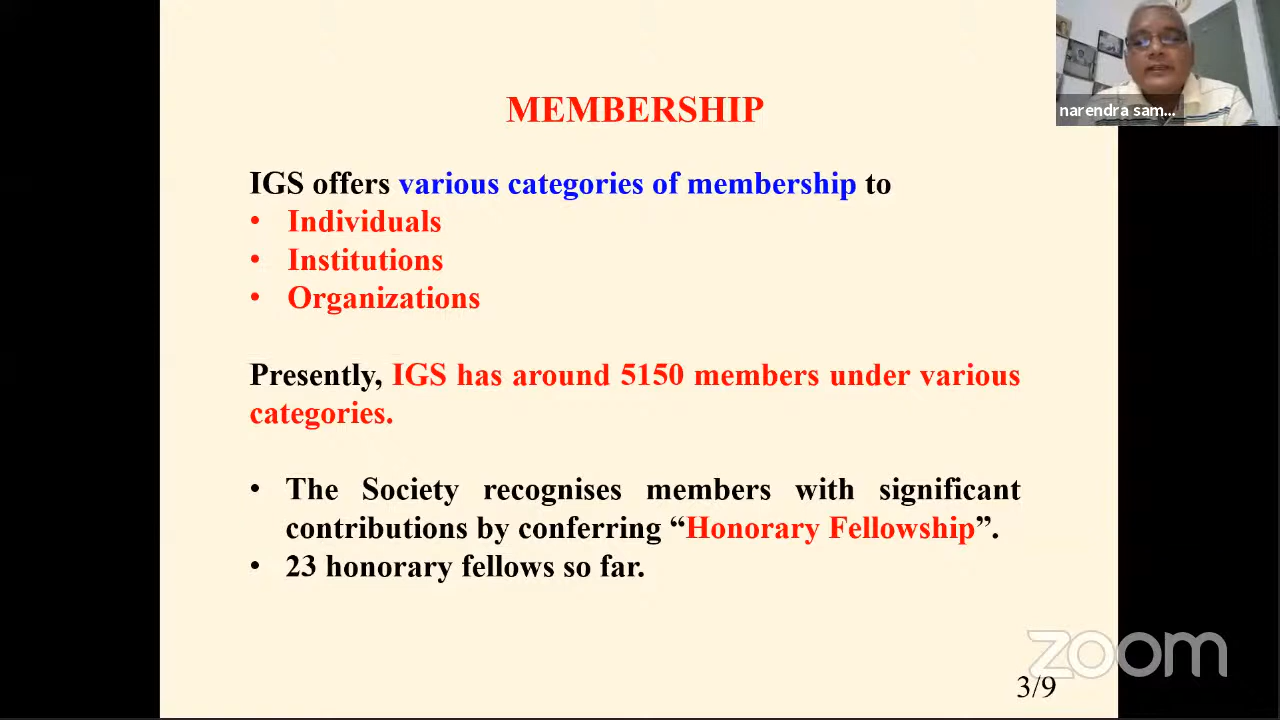 MEMBERSHIP
narendra sam...
IGS offers various categories of membership to
• Individuals
• Institutions
• Organizations
Presently, IGS has around 5150 members under various
categories.
• The Society recognises members with significant
contributions by conferring “Honorary Fellowship”.
• 23 honorary fellows so far.
zoom
3/9